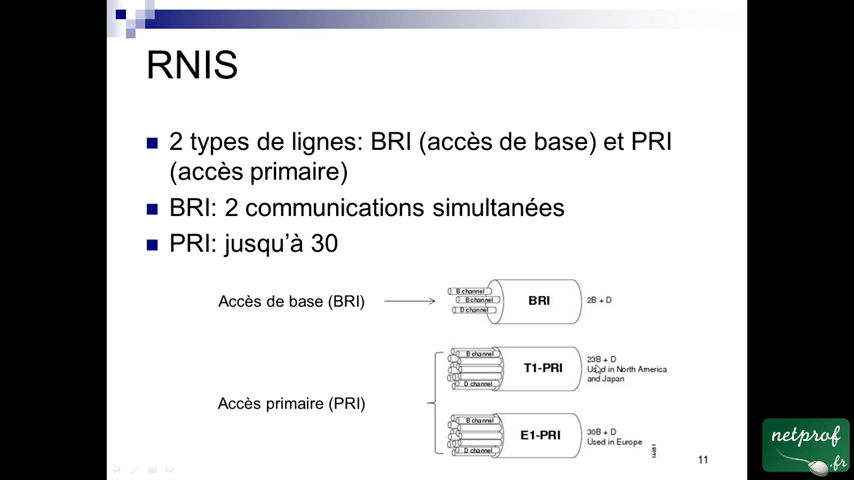 RNIS
2 types de lignes: BRI (accès de base) et PRI
(accès primaire)
BRI: 2 communications simultanées
PRI: jusqu'à 30
Accès de base (BRI)
B channel
B channel
D channel
BRI
2B + D
Accès primaire (PRI)
B channel
D channel
T1-PRI
23B + D
Used in North America
and Japan
B channel
D channel
E1-PRI
30B + D
Used in Europe
11
netprof
.fr